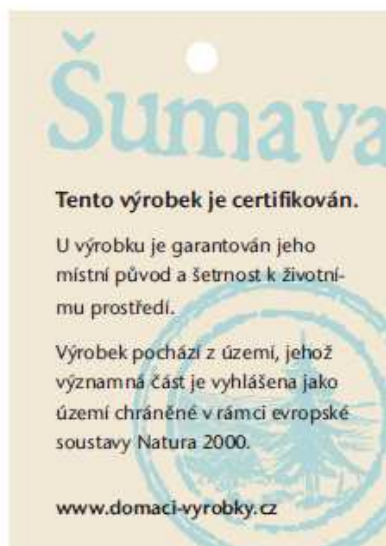 Šumava
Tento výrobek je certifikován.
U výrobku je garantován jeho
místní původ a šetrnost k životní-
mu prostředí.
Výrobek pochází z území, jehož
významná část je vyhlášena jako
území chráněné v rámci evropské
soustavy Natura 2000.
www.domaci-vyrobky.cz